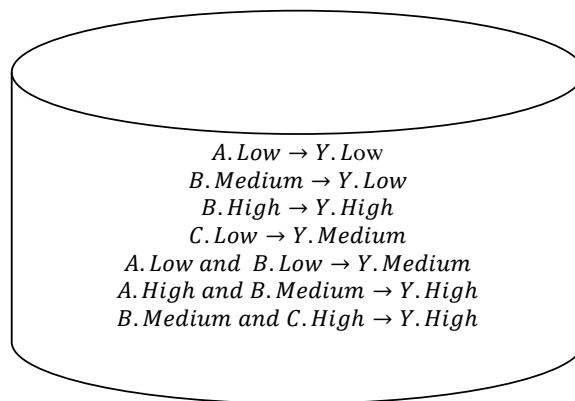 A.Low → Y.Low
B.Medium → Y.Low
B.High → Y.High
C.Low → Y.Medium
A.Low and B.Low → Y.Medium
A.High and B.Medium → Y.High
B.Medium and C.High → Y.High